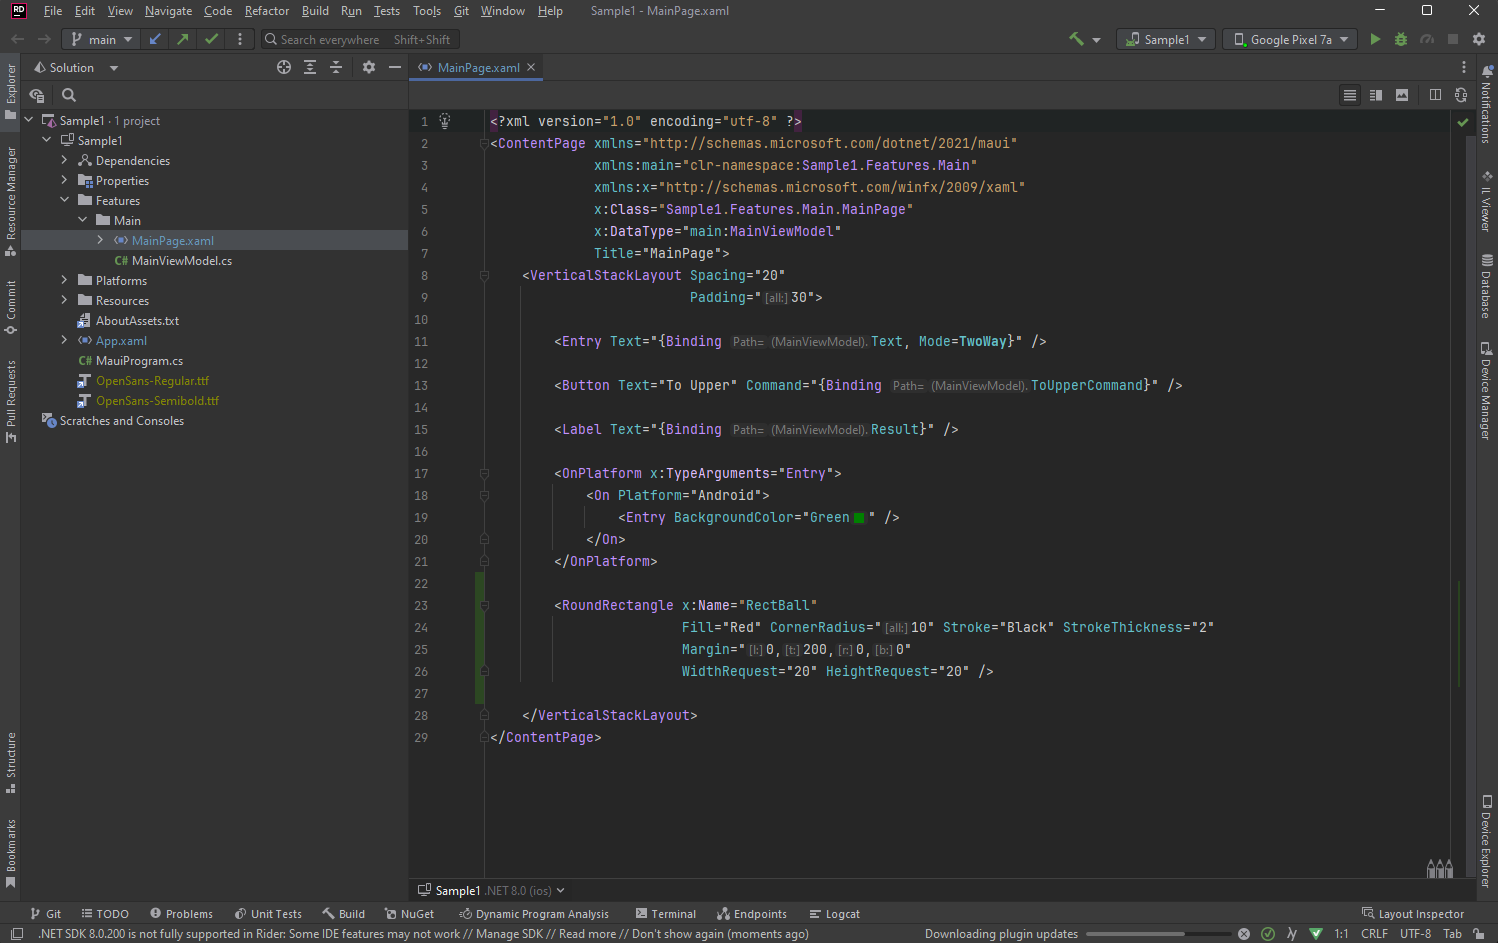 RD File Edit View Navigate Code Refactor Build Run Tests Tools Git Window Help Sample1 - MainPage.xaml
main Search everywhere Shift+Shift Sample1 Google Pixel 7a
Explorer
Resource Manager
Commit
Pull Requests
Structure
Bookmarks
Solution
Sample1 · 1 project
Sample1
Dependencies
Properties
Features
Main
MainPage.xaml
C# MainViewModel.cs
Platforms
Resources
AboutAssets.txt
App.xaml
C# MauiProgram.cs
OpenSans-Regular.ttf
OpenSans-Semibold.ttf
Scratches and Consoles
MainPage.xaml
1 <?xml version="1.0" encoding="utf-8" ?>
2 <ContentPage xmlns="http://schemas.microsoft.com/dotnet/2021/maui"
3 xmlns:main="clr-namespace:Sample1.Features.Main"
4 xmlns:x="http://schemas.microsoft.com/winfx/2009/xaml"
5 x:Class="Sample1.Features.Main.MainPage"
6 x:DataType="main:MainViewModel"
7 Title="MainPage">
8 <VerticalStackLayout Spacing="20"
9 Padding="[all:]30">
10
11 <Entry Text="{Binding Path= (MainViewModel).Text, Mode=TwoWay}" />
12
13 <Button Text="To Upper" Command="{Binding Path= (MainViewModel).ToUpperCommand}" />
14
15 <Label Text="{Binding Path= (MainViewModel).Result}" />
16
17 <OnPlatform x:TypeArguments="Entry">
18 <On Platform="Android">
19 <Entry BackgroundColor="Green" />
20 </On>
21 </OnPlatform>
22
23 <RoundRectangle x:Name="RectBall"
24 Fill="Red" CornerRadius="[all:]10" Stroke="Black" StrokeThickness="2"
25 Margin="[l:]0,[t:]200,[r:]0,[b:]0"
26 WidthRequest="20" HeightRequest="20" />
27
28 </VerticalStackLayout>
29 </ContentPage>
Notifications
IL Viewer
Database
Device Manager
Device Explorer
Sample1 .NET 8.0 (ios)
Git TODO Problems Unit Tests Build NuGet Dynamic Program Analysis Terminal Endpoints Logcat Layout Inspector
.NET SDK 8.0.200 is not fully supported in Rider: Some IDE features may not work // Manage SDK // Read more // Don't show again (moments ago) Downloading plugin updates 1:1 CRLF UTF-8 Tab